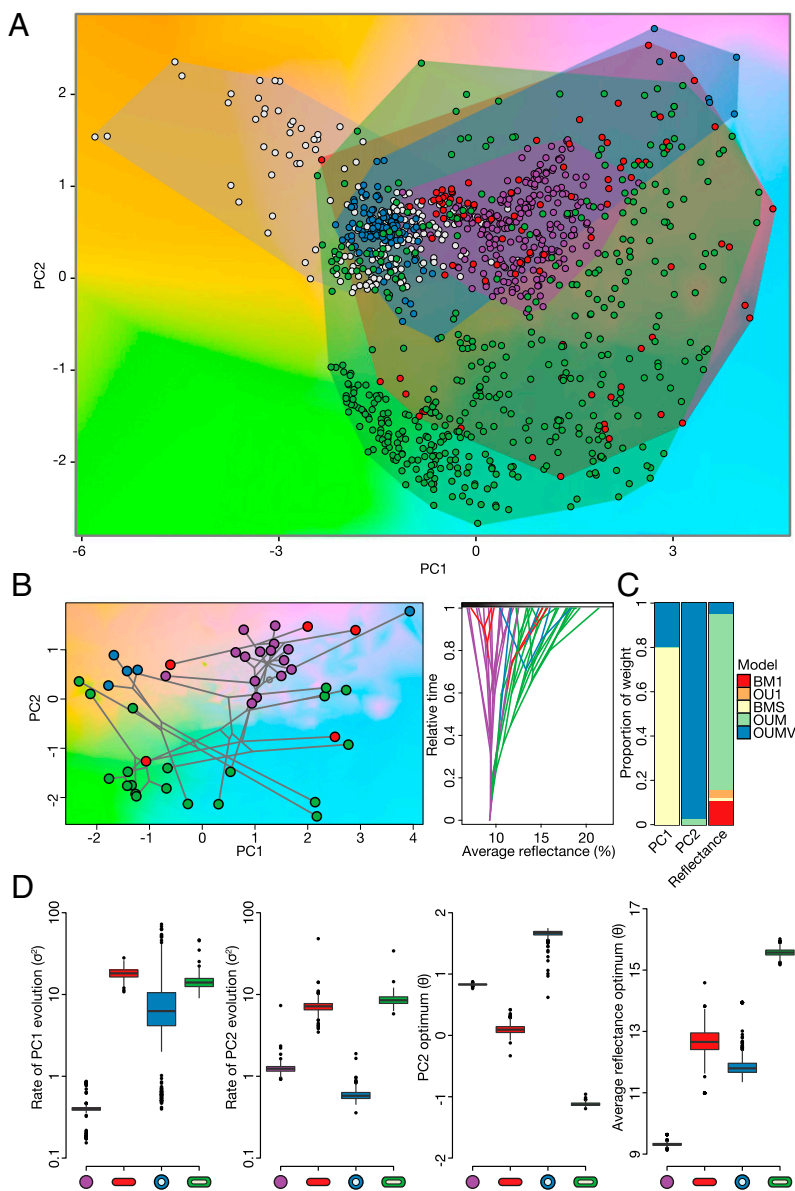 A
PC2
2
1
0
-1
-2
-6
-3
0
3
PC1
B
PC2
1
0
-1
-2
-2
-1
0
1
2
3
4
PC1
Relative time
1
0.8
0.6
0.4
0.2
0
10
15
20
Average reflectance (%)
C
Proportion of weight
1
0.8
0.6
0.4
0.2
0
PC1
PC2
Reflectance
Model
BM1
OU1
BMS
OUM
OUMV
D
Rate of PC1 evolution (σ²)
100
10
1
0.1
Rate of PC2 evolution (σ²)
100
10
1
0.1
PC2 optimum (θ)
2
1
0
-1
-2
Average reflectance optimum (θ)
17
15
13
11
9